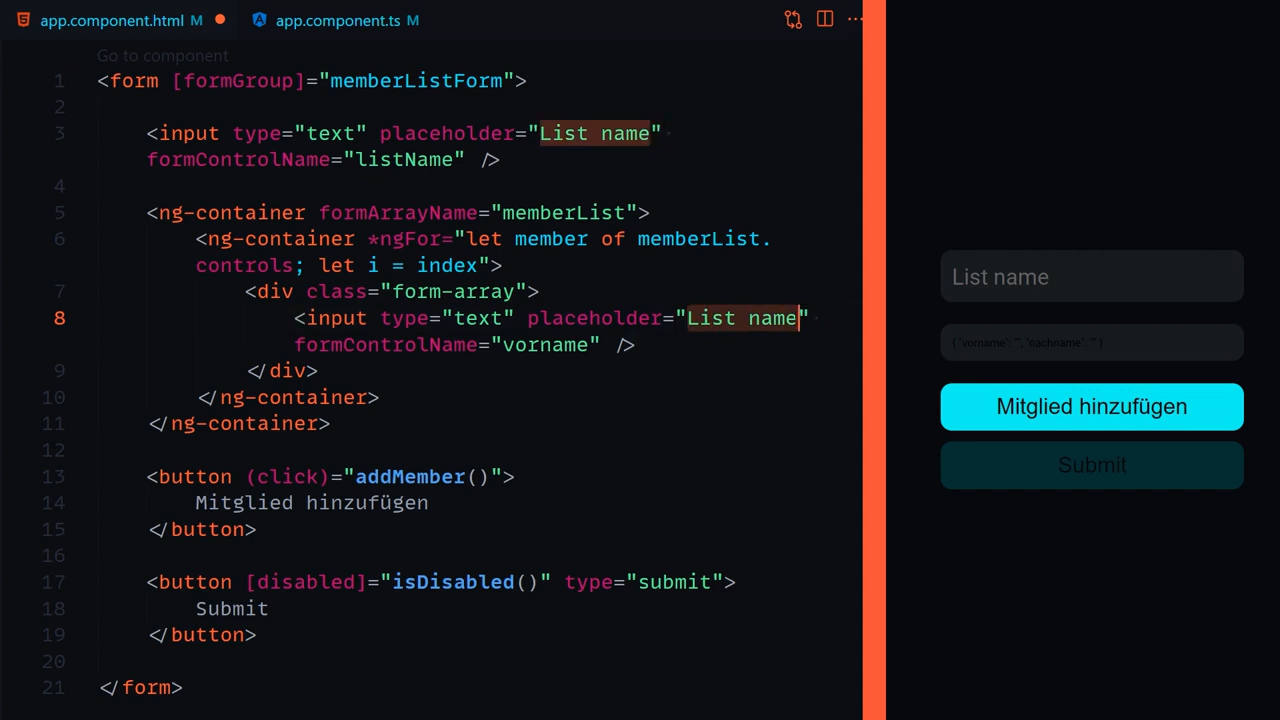 app.component.html M
app.component.ts M
Go to component
1 <form [formGroup]="memberListForm">
2
3 <input type="text" placeholder="List name"
formControlName="listName" />
4
5 <ng-container formArrayName="memberList">
6 <ng-container *ngFor="let member of memberList.
controls; let i = index">
7 <div class="form-array">
8 <input type="text" placeholder="List name"
formControlName="vorname" />
9 </div>
10 </ng-container>
11 </ng-container>
12
13 <button (click)="addMember()">
14 Mitglied hinzufügen
15 </button>
16
17 <button [disabled]="isDisabled()" type="submit">
18 Submit
19 </button>
20
21 </form>
List name
{ 'vorname': '', 'nachname': '' }
Mitglied hinzufügen
Submit